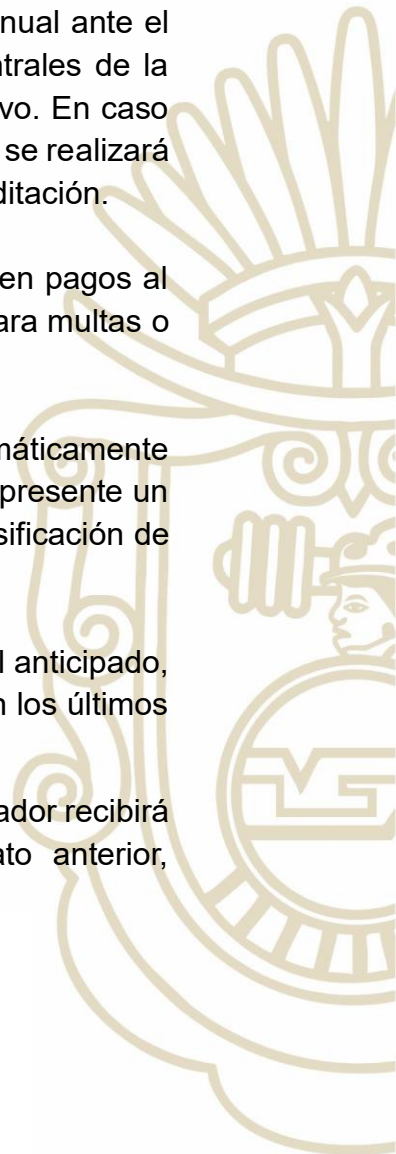 nual ante el
ntrales de la
vo. En caso
se realizará
ditación.
en pagos al
ara multas o
máticamente
presente un
sificación de
l anticipado,
n los últimos
ador recibirá
ato anterior,